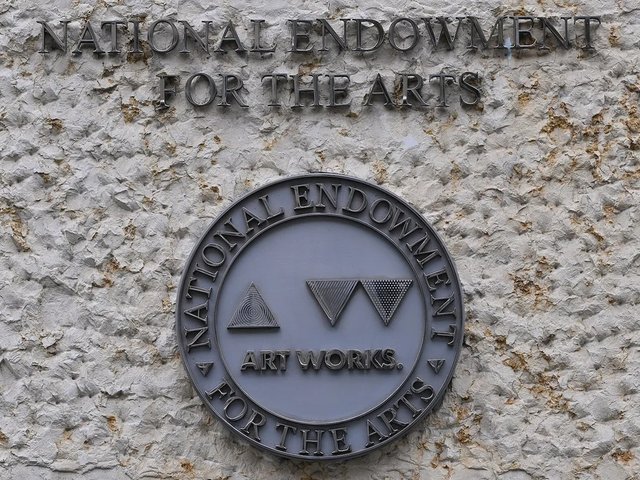 NATIONAL ENDOWMENT
FOR THE ARTS
NATIONAL ENDOWMENT
ART WORKS.
FOR THE ARTS